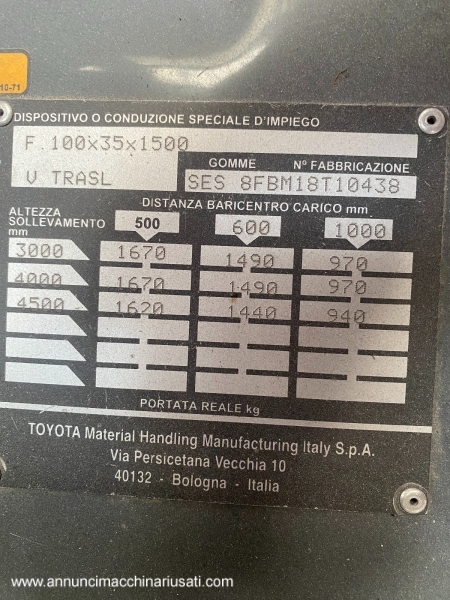 10-71
DISPOSITIVO O CONDUZIONE SPECIALE D'IMPIEGO
F 100x35x1500
GOMME N° FABBRICAZIONE
V TRASL SES 8FBM18T10438
DISTANZA BARICENTRO CARICO mm
ALTEZZA SOLLEVAMENTO mm 500 600 1000
3000 1670 1490 970
4000 1670 1490 970
4500 1620 1440 940
PORTATA REALE kg
TOYOTA Material Handling Manufacturing Italy S.p.A.
Via Persicetana Vecchia 10
40132 - Bologna - Italia
www.annuncimacchinariusati.com